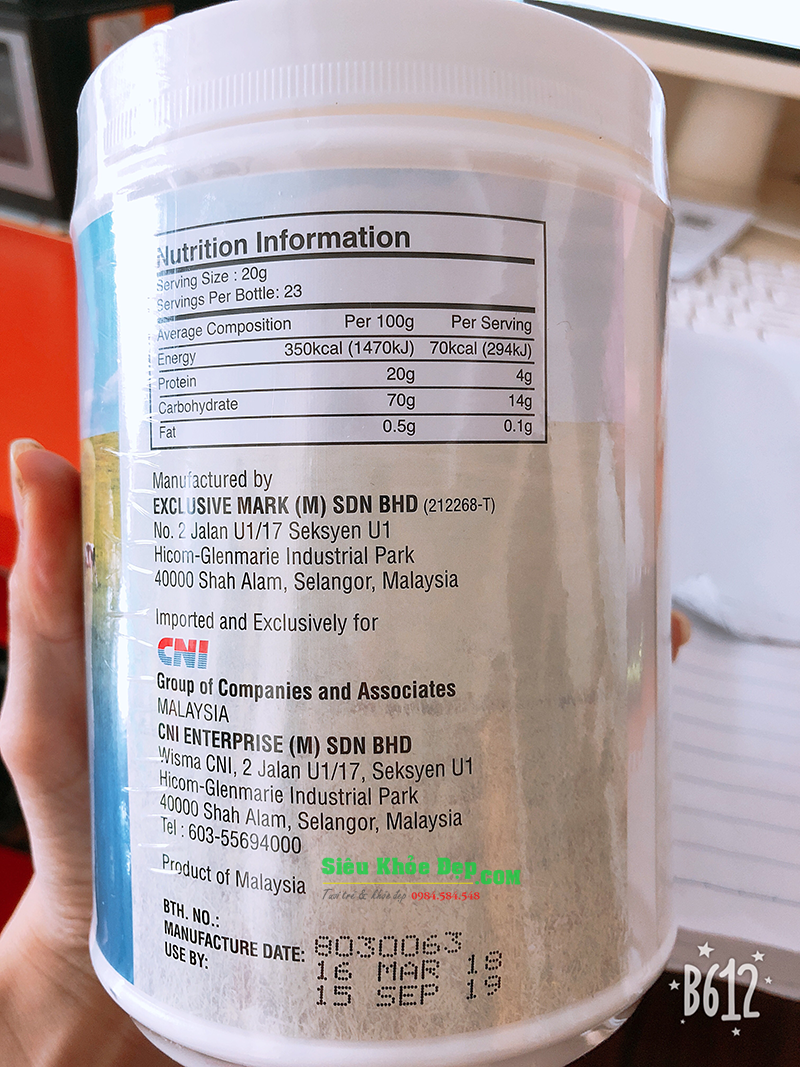 Nutrition Information
Serving Size : 20g
Servings Per Bottle: 23
Average Composition Per 100g Per Serving
Energy 350kcal (1470kJ) 70kcal (294kJ)
Protein 20g 4g
Carbohydrate 70g 14g
Fat 0.5g 0.1g
Manufactured by
EXCLUSIVE MARK (M) SDN BHD (212268-T)
No. 2 Jalan U1/17 Seksyen U1
Hicom-Glenmarie Industrial Park
40000 Shah Alam, Selangor, Malaysia
Imported and Exclusively for
CNI
Group of Companies and Associates
MALAYSIA
CNI ENTERPRISE (M) SDN BHD
Wisma CNI, 2 Jalan U1/17, Seksyen U1
Hicom-Glenmarie Industrial Park
40000 Shah Alam, Selangor, Malaysia
Tel : 603-55694000
Product of Malaysia
Siêu Khỏe Đẹp.COM
Tươi trẻ & khỏe đẹp 0984.584.548
BTH. NO.: 8030063
MANUFACTURE DATE: 16 MAR 18
USE BY: 15 SEP 19
B612